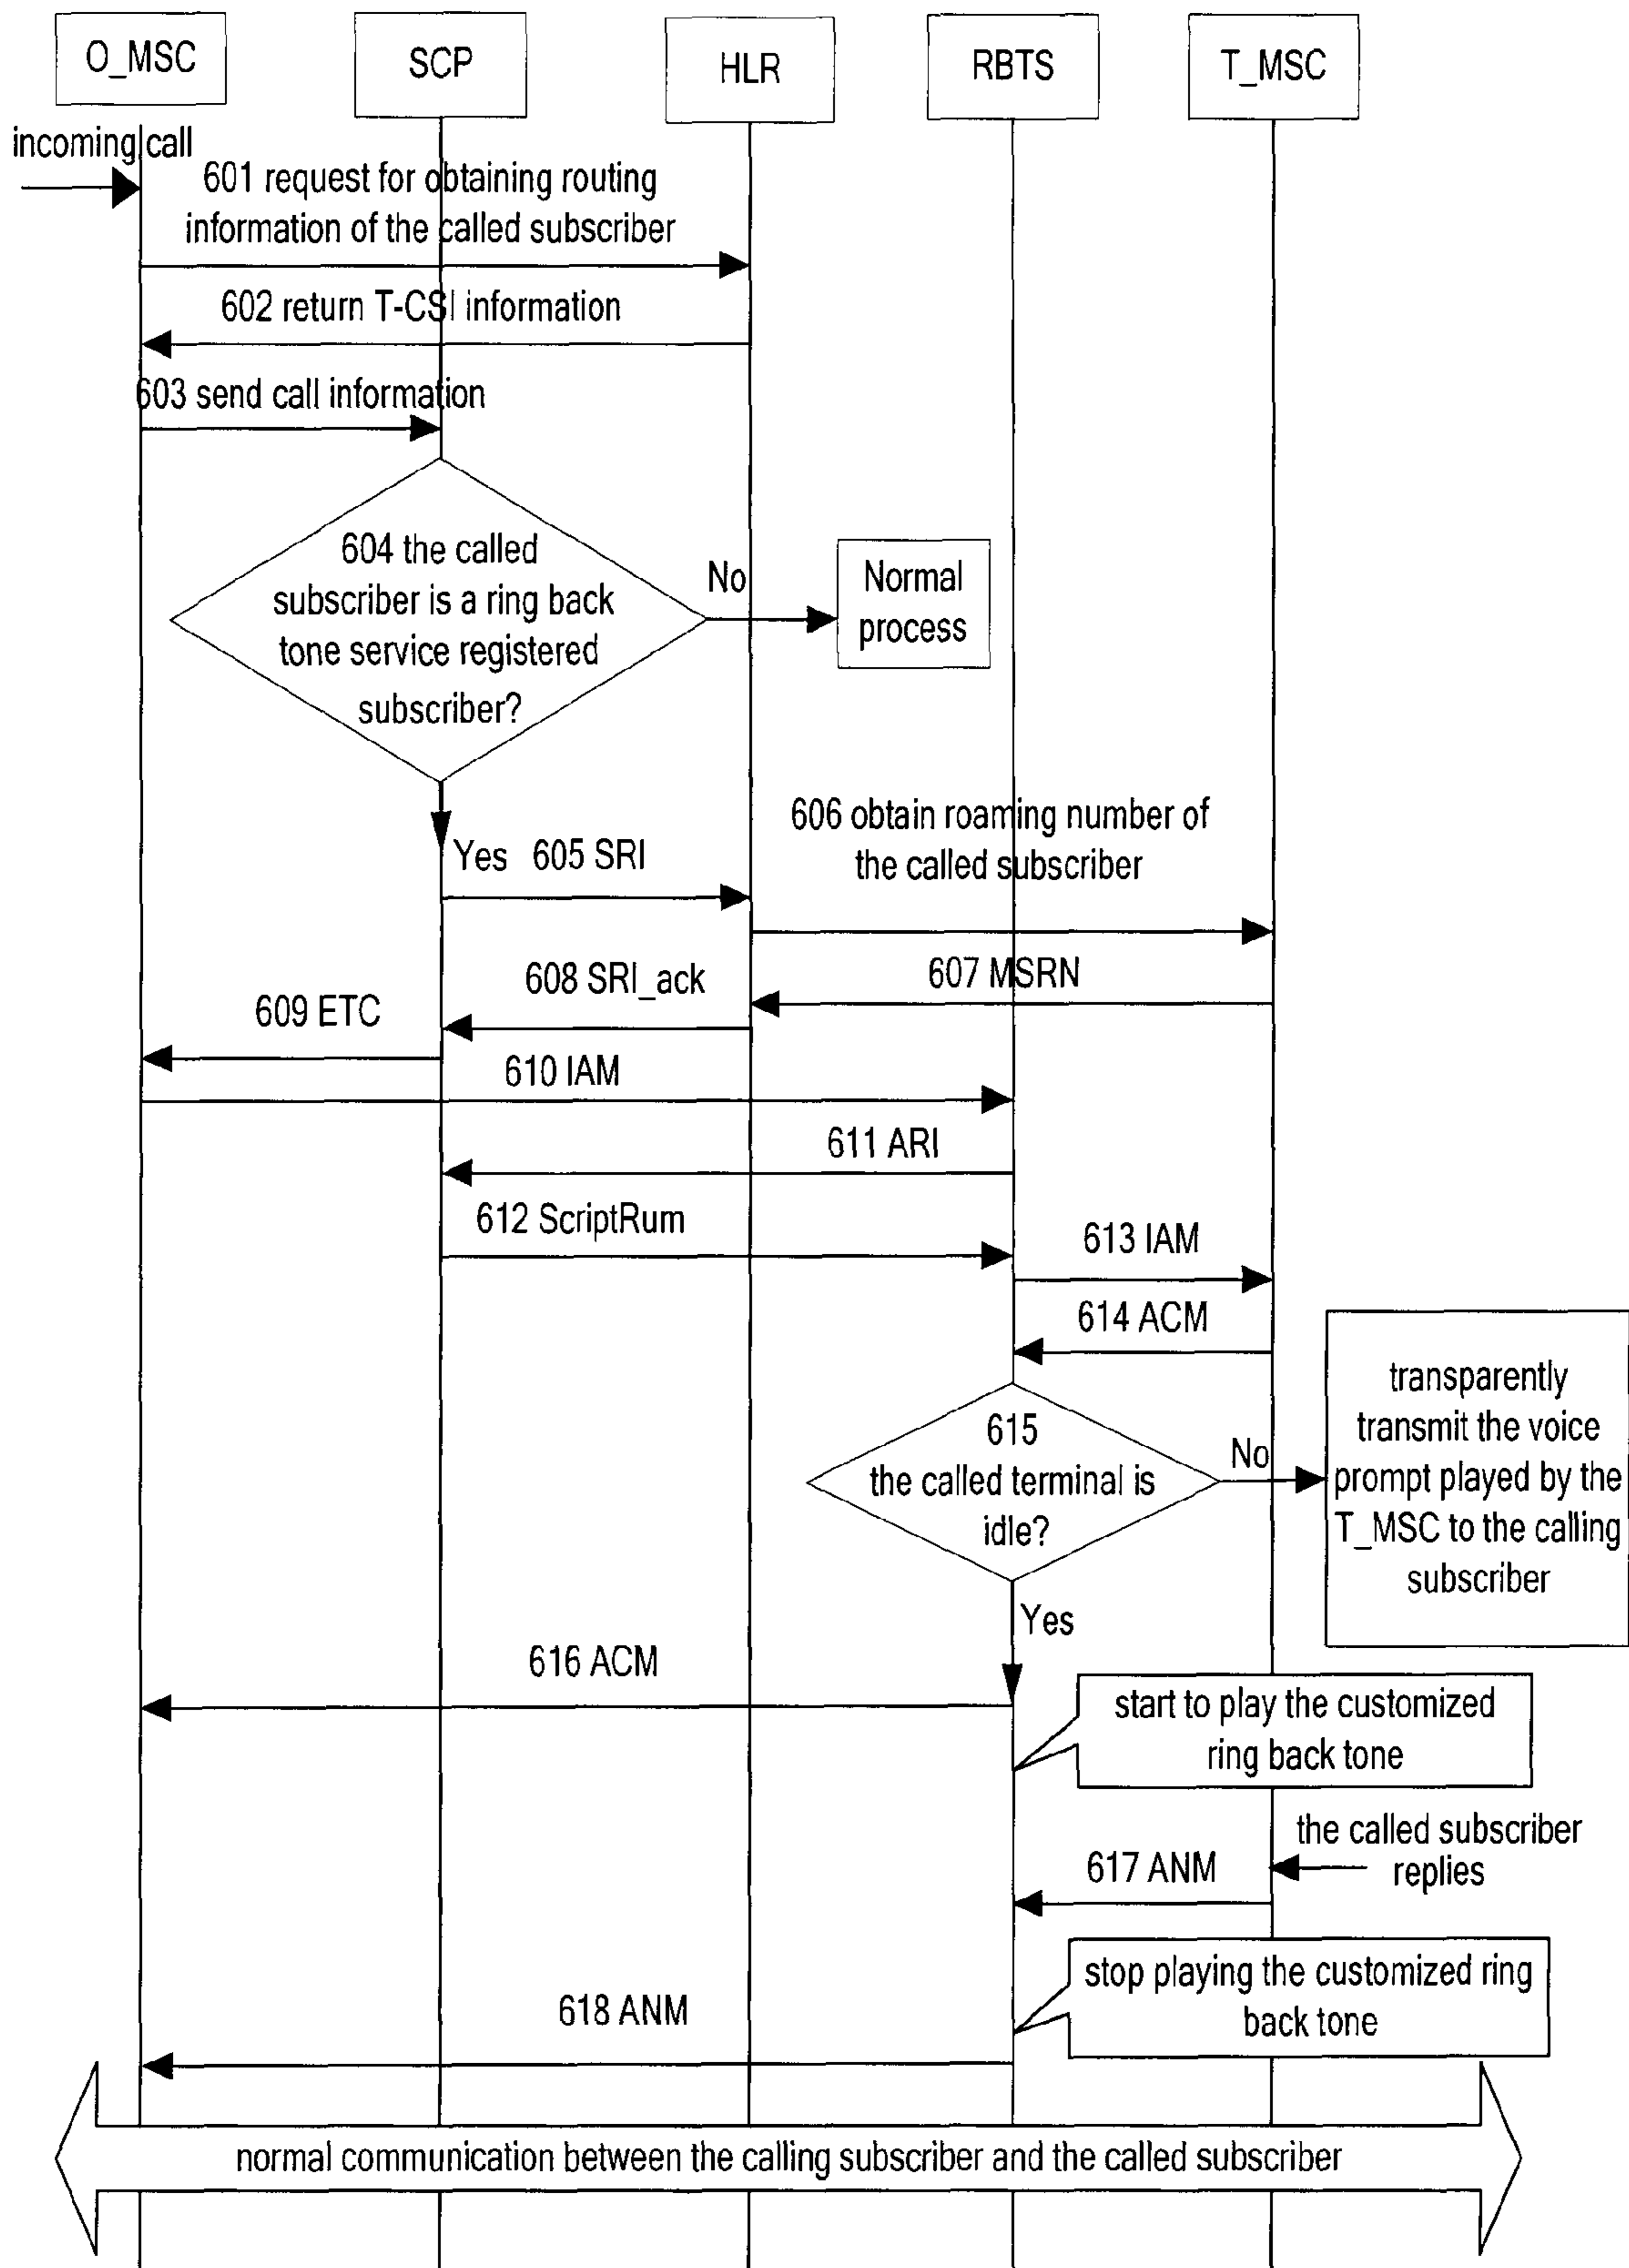 O_MSC
SCP
HLR
RBTS
T_MSC
incoming call
601 request for obtaining routing
information of the called subscriber
602 return T-CSI information
603 send call information
604 the called
subscriber is a ring back
tone service registered
subscriber?
No
Normal
process
Yes
605 SRI
606 obtain roaming number of
the called subscriber
607 MSRN
608 SRI_ack
609 ETC
610 IAM
611 ARI
612 ScriptRum
613 IAM
614 ACM
615
the called terminal is
idle?
No
transparently
transmit the voice
prompt played by the
T_MSC to the calling
subscriber
Yes
616 ACM
start to play the customized
ring back tone
the called subscriber
replies
617 ANM
stop playing the customized ring
back tone
618 ANM
normal communication between the calling subscriber and the called subscriber